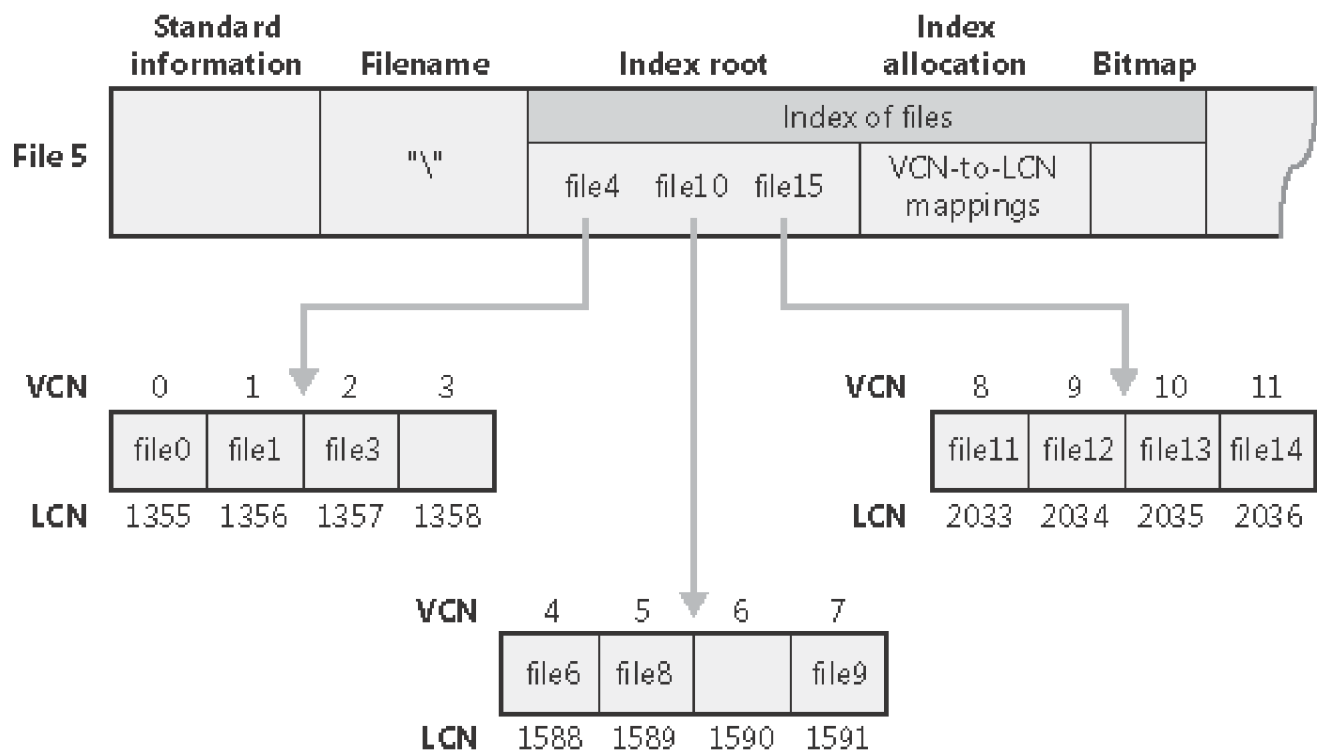 Standard information
Filename
Index root
Index allocation
Bitmap
File 5
"\"
Index of files
file4 file10 file15
VCN-to-LCN mappings
VCN 0 1 2 3
file0 file1 file3
LCN 1355 1356 1357 1358
VCN 8 9 10 11
file11 file12 file13 file14
LCN 2033 2034 2035 2036
VCN 4 5 6 7
file6 file8 file9
LCN 1588 1589 1590 1591